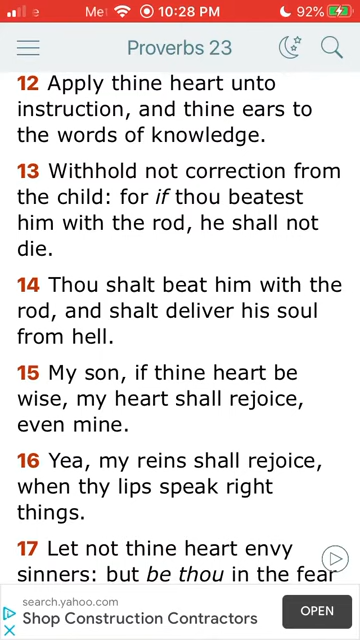 Me 10:28 PM 92%
Proverbs 23
12 Apply thine heart unto
instruction, and thine ears to
the words of knowledge.
13 Withhold not correction from
the child: for if thou beatest
him with the rod, he shall not
die.
14 Thou shalt beat him with the
rod, and shalt deliver his soul
from hell.
15 My son, if thine heart be
wise, my heart shall rejoice,
even mine.
16 Yea, my reins shall rejoice,
when thy lips speak right
things.
17 Let not thine heart envy
sinners: but be thou in the fear
search.yahoo.com
Shop Construction Contractors
OPEN